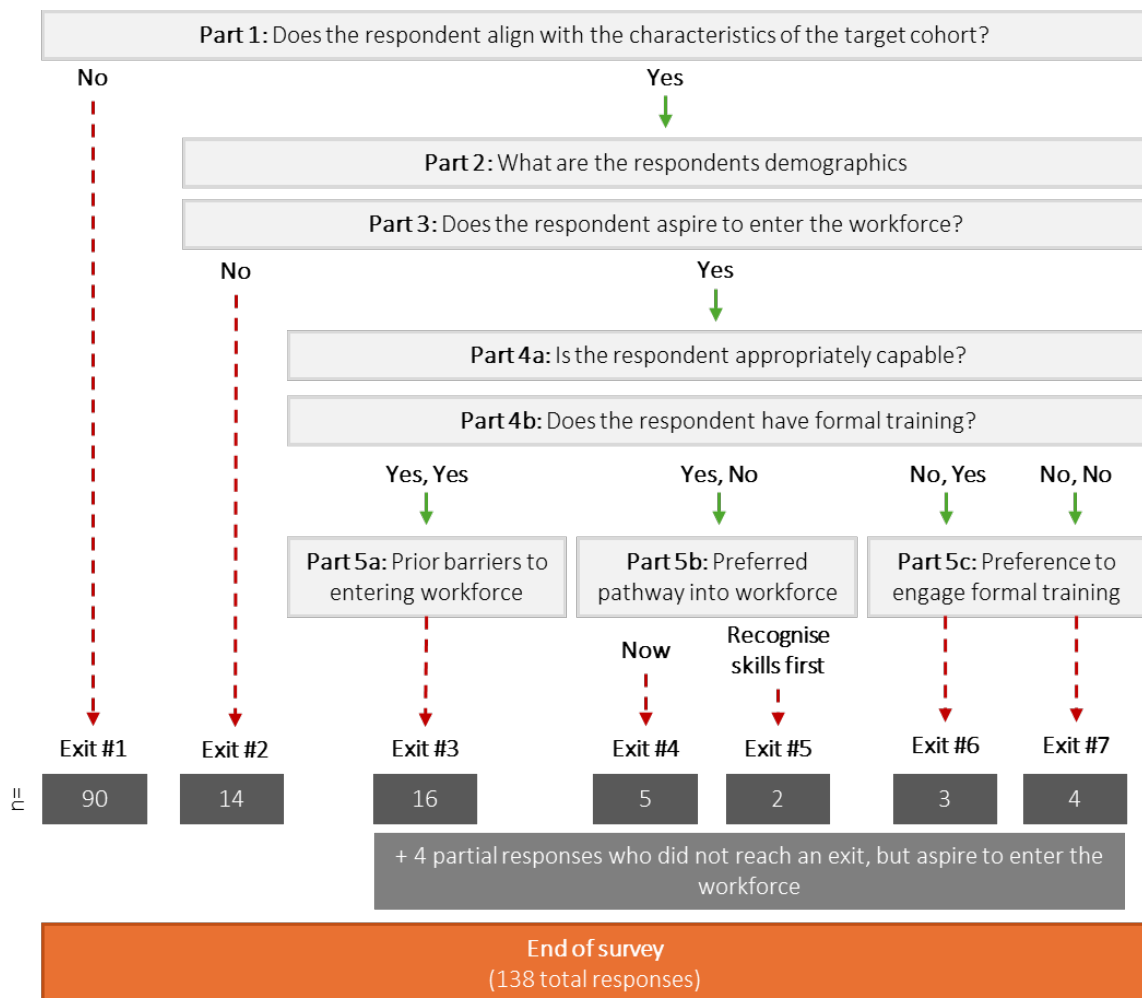 Part 1: Does the respondent align with the characteristics of the target cohort?
No
Yes
Part 2: What are the respondents demographics
Part 3: Does the respondent aspire to enter the workforce?
No
Yes
Part 4a: Is the respondent appropriately capable?
Part 4b: Does the respondent have formal training?
Yes, Yes
Yes, No
No, Yes
No, No
Part 5a: Prior barriers to
entering workforce
Part 5b: Preferred
pathway into workforce
Part 5c: Preference to
engage formal training
Now
Recognise
skills first
Exit #1
Exit #2
Exit #3
Exit #4
Exit #5
Exit #6
Exit #7
n=
90
14
16
5
2
3
4
+ 4 partial responses who did not reach an exit, but aspire to enter the
workforce
End of survey
(138 total responses)